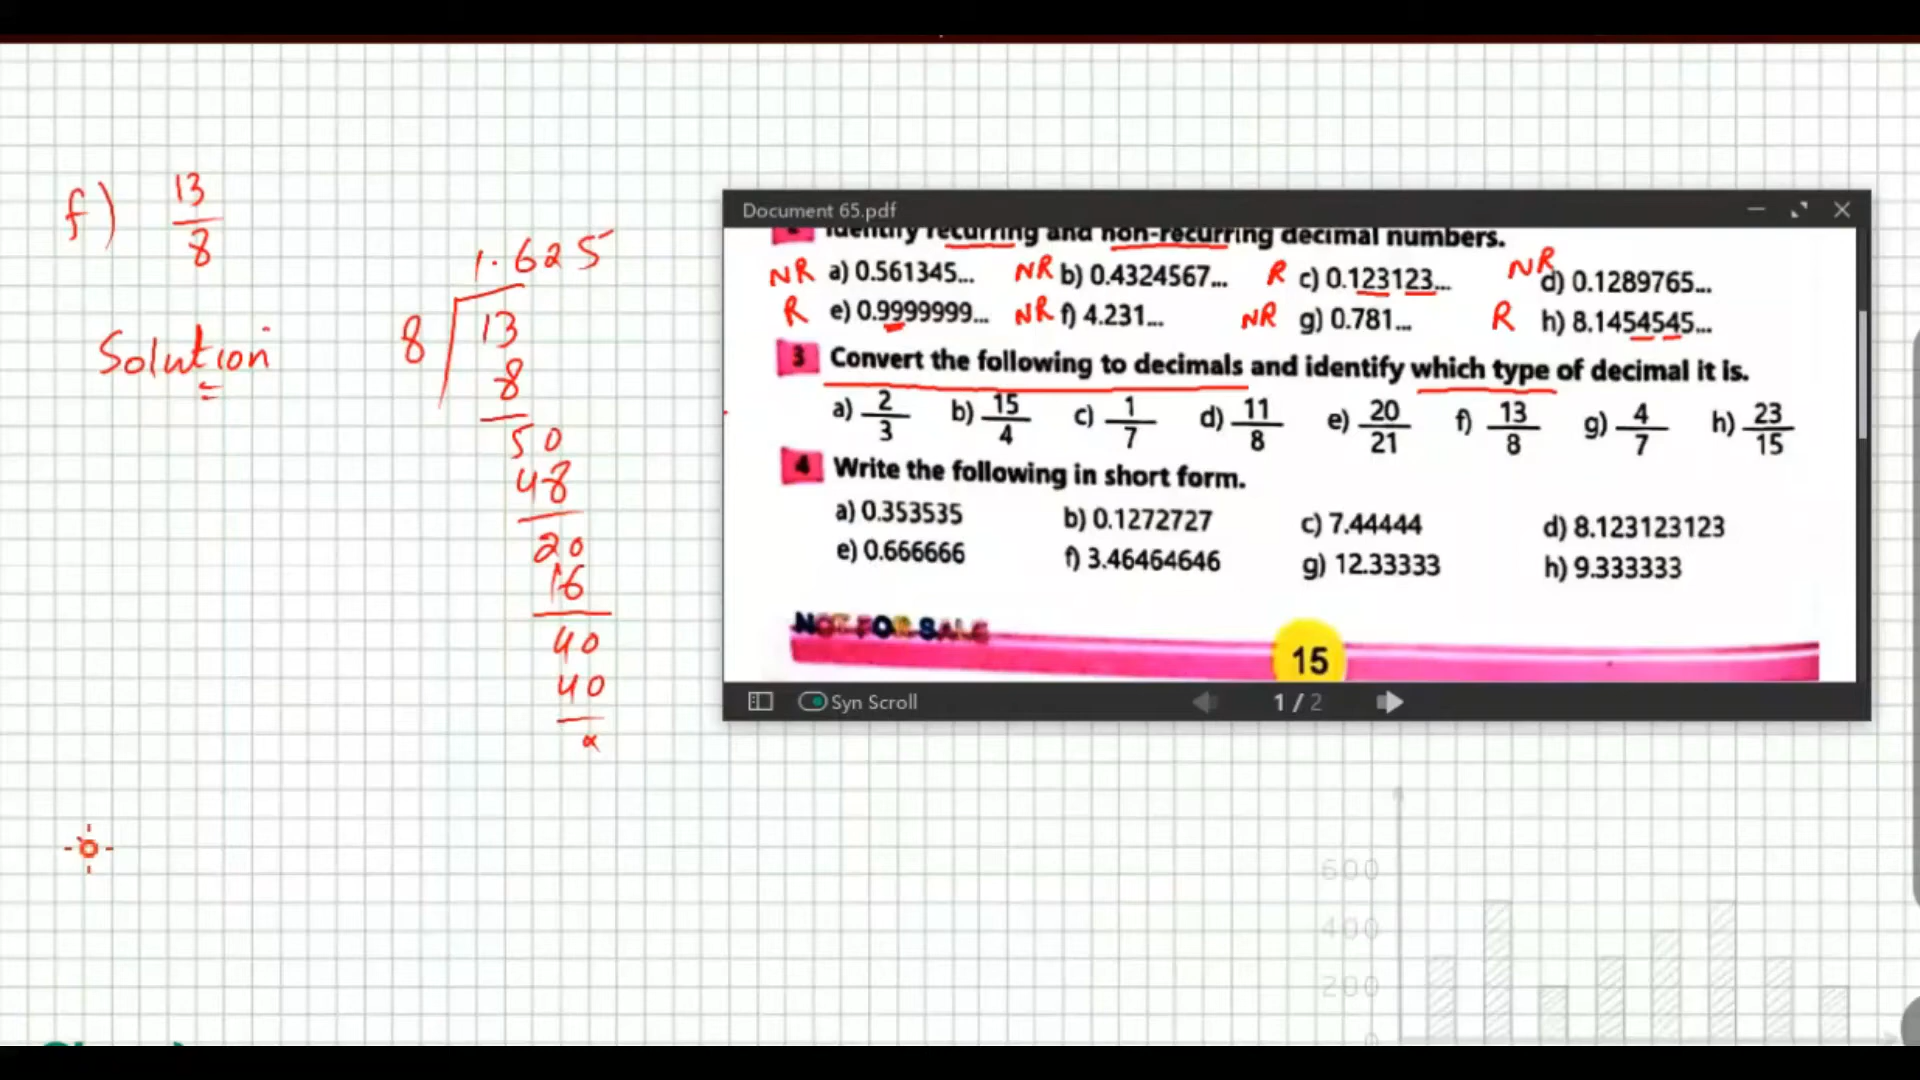 f) 13
8
Solution
1.625
8 13
8
50
48
20
16
40
40
Document 65.pdf
2 Identify recurring and non-recurring decimal numbers.
NR a) 0.561345... NR b) 0.4324567... R c) 0.123123... NR d) 0.1289765...
R e) 0.9999999... NR f) 4.231... NR g) 0.781... R h) 8.1454545...
3 Convert the following to decimals and identify which type of decimal it is.
a) 2/3 b) 15/4 c) 1/7 d) 11/8 e) 20/21 f) 13/8 g) 4/7 h) 23/15
4 Write the following in short form.
a) 0.353535 b) 0.1272727 c) 7.44444 d) 8.123123123
e) 0.666666 f) 3.46464646 g) 12.33333 h) 9.333333
NOT FOR SALE
15
Syn Scroll 1 / 2
600
400
200
0